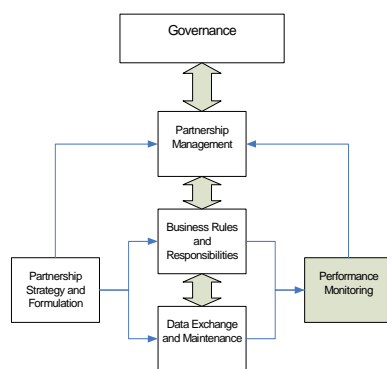 Governance
Partnership
Management
Business Rules
and
Responsibilities
Partnership
Strategy and
Formulation
Performance
Monitoring
Data Exchange
and Maintenance